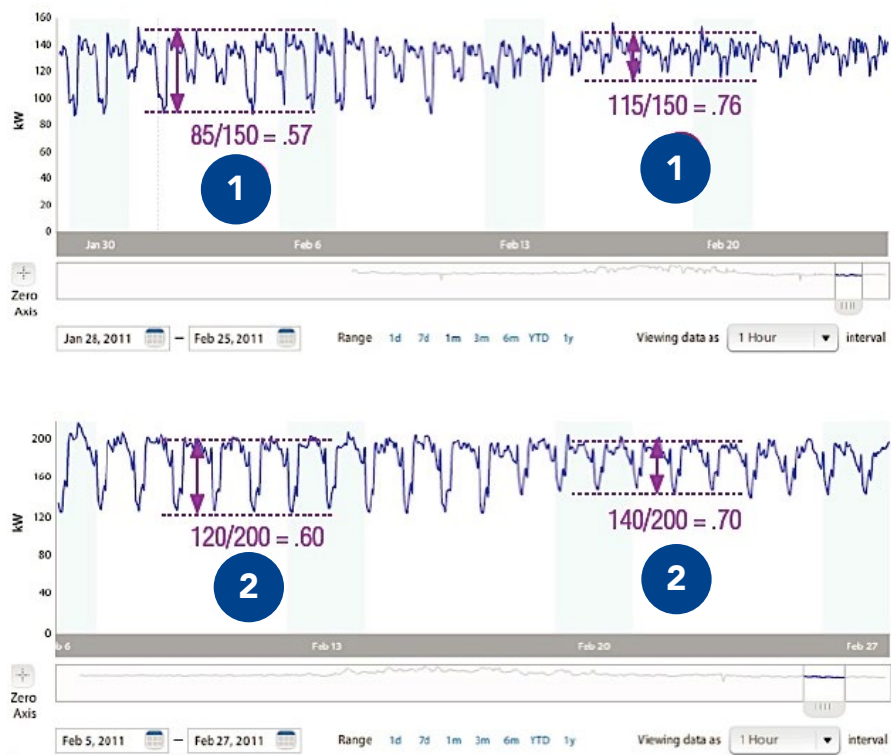 160
140
120
100
80
60
40
20
0
kW
85/150 = .57
115/150 = .76
1
1
Jan 30
Feb 6
Feb 13
Feb 20
Zero
Axis
Jan 28, 2011 – Feb 25, 2011
Range 1d 7d 1m 3m 6m YTD 1y
Viewing data as 1 Hour interval
200
160
120
80
40
0
kW
120/200 = .60
140/200 = .70
2
2
b 6
Feb 13
Feb 20
Feb 27
Zero
Axis
Feb 5, 2011 – Feb 27, 2011
Range 1d 7d 1m 3m 6m YTD 1y
Viewing data as 1 Hour interval